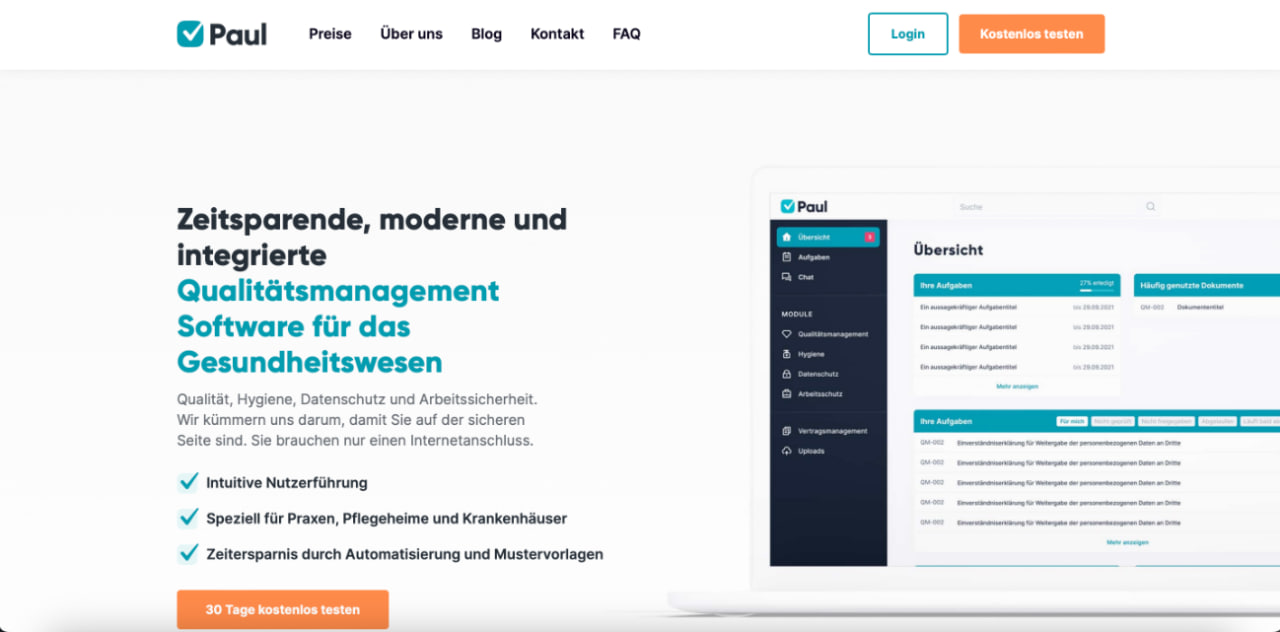 Paul
Preise
Über uns
Blog
Kontakt
FAQ
Login
Kostenlos testen
Zeitsparende, moderne und
integrierte
Qualitätsmanagement
Software für das
Gesundheitswesen
Qualität, Hygiene, Datenschutz und Arbeitssicherheit.
Wir kümmern uns darum, damit Sie auf der sicheren
Seite sind. Sie brauchen nur einen Internetanschluss.
Intuitive Nutzerführung
Speziell für Praxen, Pflegeheime und Krankenhäuser
Zeitersparnis durch Automatisierung und Mustervorlagen
30 Tage kostenlos testen
Paul
Suche
Übersicht
Aufgaben
Chat
MODULE
Qualitätsmanagement
Hygiene
Datenschutz
Arbeitsschutz
Vertragsmanagement
Uploads
Übersicht
Ihre Aufgaben 27% erledigt
Ein aussagekräftiger Aufgabentitel bis 29.09.2021
Ein aussagekräftiger Aufgabentitel bis 29.09.2021
Ein aussagekräftiger Aufgabentitel bis 29.09.2021
Ein aussagekräftiger Aufgabentitel bis 29.09.2021
Mehr anzeigen
Häufig genutzte Dokumente
QM-002 Dokumententitel
Ihre Aufgaben Für mich Nicht geprüft Nicht freigegeben Abgelaufen Läuft bald
QM-002 Einverständniserklärung für Weitergabe der personenbezogenen Daten an Dritte
QM-002 Einverständniserklärung für Weitergabe der personenbezogenen Daten an Dritte
QM-002 Einverständniserklärung für Weitergabe der personenbezogenen Daten an Dritte
QM-002 Einverständniserklärung für Weitergabe der personenbezogenen Daten an Dritte
QM-002 Einverständniserklärung für Weitergabe der personenbezogenen Daten an Dritte
Mehr anzeigen